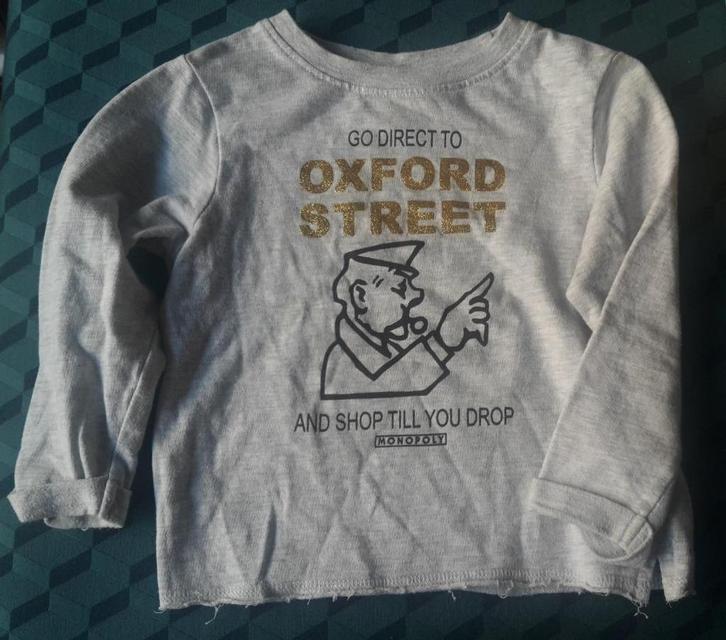 GO DIRECT TO
OXFORD
STREET
AND SHOP TILL YOU DROP
MONOPOLY